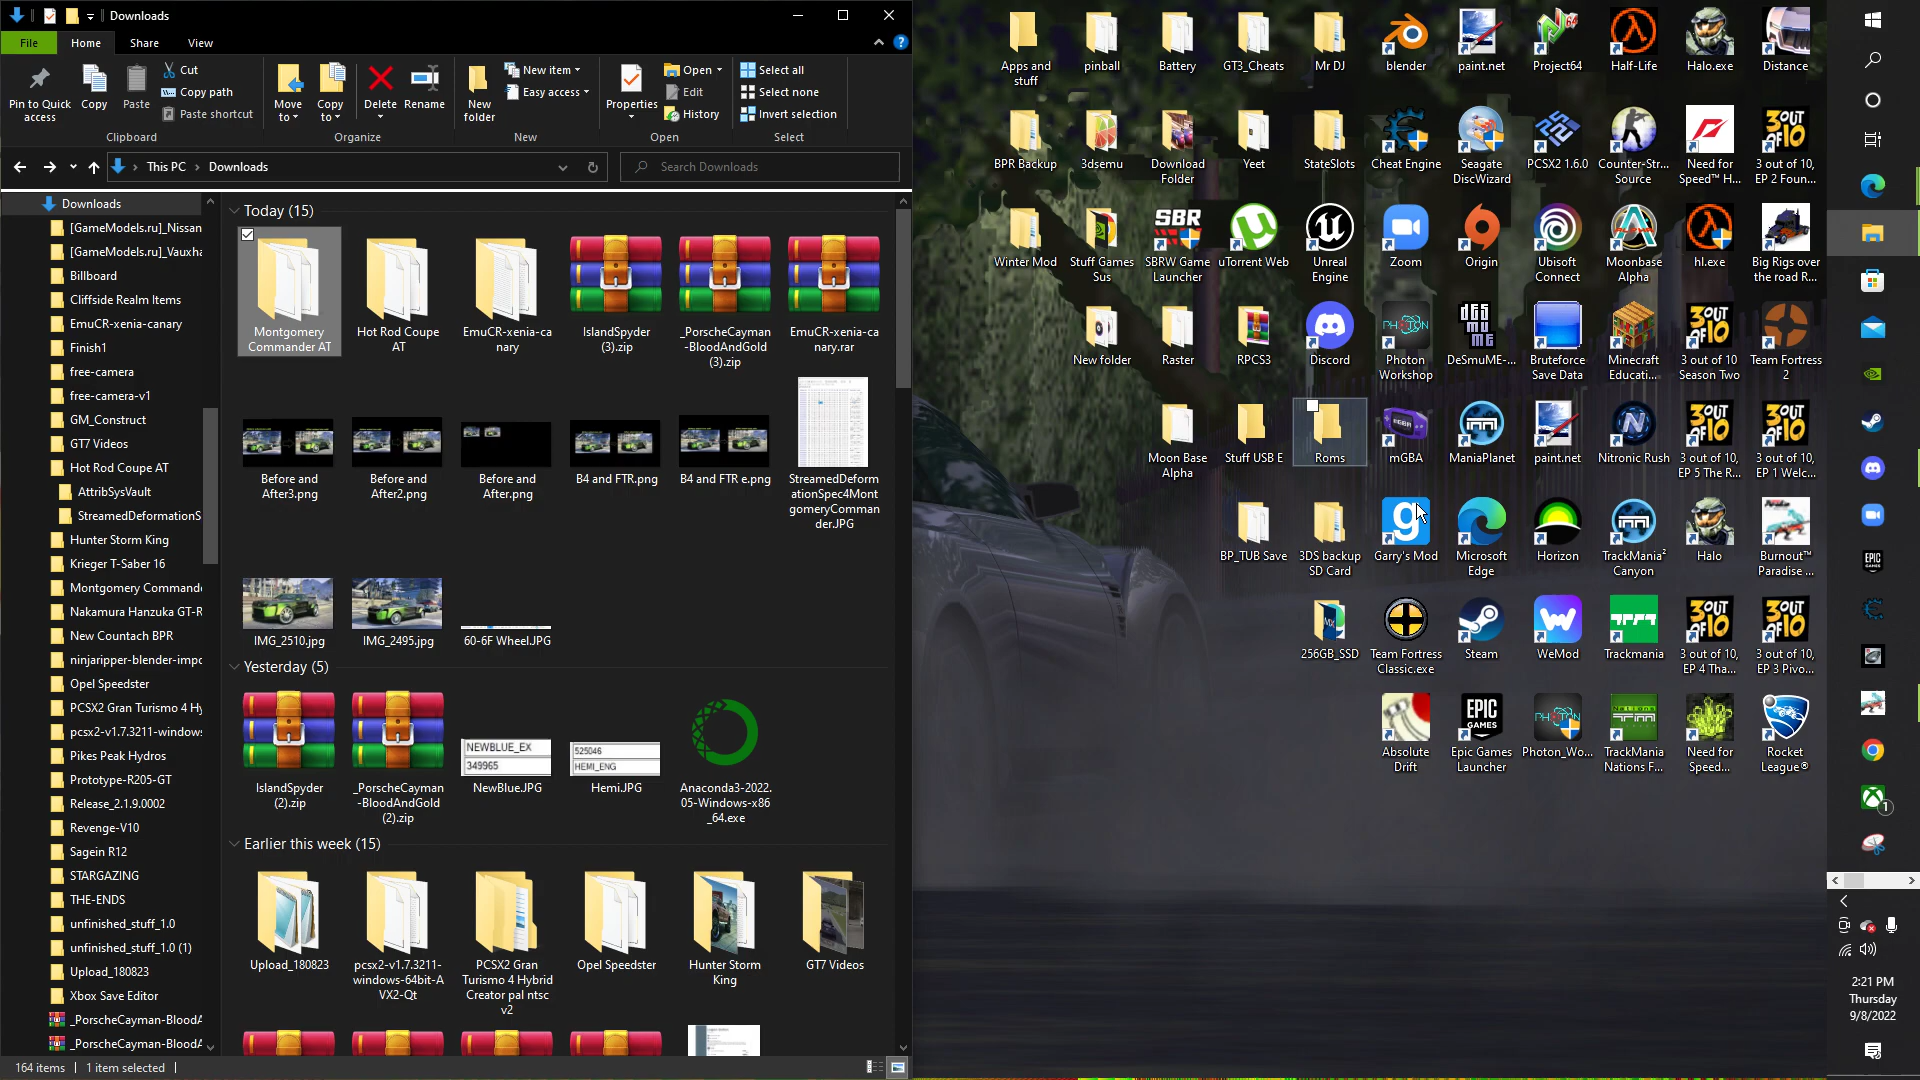 Downloads
File
Home
Share
View
Pin to Quick access
Copy
Paste
Cut
Copy path
Paste shortcut
Move to
Copy to
Delete
Rename
New folder
New item
Easy access
Properties
Open
Edit
History
Select all
Select none
Invert selection
Clipboard
Organize
New
Open
Select
This PC > Downloads
Search Downloads
Downloads
[GameModels.ru]_Nissan
[GameModels.ru]_Vauxha
Billboard
Cliffside Realm Items
EmuCR-xenia-canary
Finish1
free-camera
free-camera-v1
GM_Construct
GT7 Videos
Hot Rod Coupe AT
AttribSysVault
StreamedDeformationS
Hunter Storm King
Krieger T-Saber 16
Montgomery Command
Nakamura Hanzuka GT-R
New Countach BPR
ninjaripper-blender-impo
Opel Speedster
PCSX2 Gran Turismo 4 Hy
pcsx2-v1.7.3211-windows
Pikes Peak Hydros
Prototype-R205-GT
Release_2.1.9.0002
Revenge-V10
Sagein R12
STARGAZING
THE-ENDS
unfinished_stuff_1.0
unfinished_stuff_1.0 (1)
Upload_180823
Xbox Save Editor
_PorscheCayman-BloodA
_PorscheCayman-BloodA
Today (15)
Montgomery
Commander AT
Hot Rod Coupe
AT
EmuCR-xenia-ca
nary
IslandSpyder
(3).zip
_PorscheCayman
-BloodAndGold
(3).zip
EmuCR-xenia-ca
nary.rar
Before and
After3.png
Before and
After2.png
Before and
After.png
B4 and FTR.png
B4 and FTR e.png
StreamedDeform
ationSpec4Mont
gomeryComman
der.JPG
IMG_2510.jpg
IMG_2495.jpg
60-6F Wheel.JPG
Yesterday (5)
NEWBLUE_EX
349965
525046
HEMI_ENG
IslandSpyder
(2).zip
_PorscheCayman
-BloodAndGold
(2).zip
NewBlue.JPG
Hemi.JPG
Anaconda3-2022.
05-Windows-x86
_64.exe
Earlier this week (15)
Upload_180823
pcsx2-v1.7.3211-
windows-64bit-A
VX2-Qt
PCSX2 Gran
Turismo 4 Hybrid
Creator pal ntsc
v2
Opel Speedster
Hunter Storm
King
GT7 Videos
164 items
1 item selected
Apps and
stuff
pinball
Battery
GT3_Cheats
Mr DJ
blender
paint.net
Project64
Half-Life
Halo.exe
Distance
BPR Backup
3dsemu
Download
Folder
Yeet
StateSlots
Cheat Engine
Seagate
DiscWizard
PCSX2 1.6.0
Counter-Str...
Source
Need for
Speed™ H...
3 out of 10,
EP 2 Foun...
Winter Mod
Stuff Games
Sus
SBRW Game
Launcher
uTorrent Web
Unreal
Engine
Zoom
Origin
Ubisoft
Connect
Moonbase
Alpha
hl.exe
Big Rigs over
the road R...
New folder
Raster
RPCS3
Discord
Photon
Workshop
DeSmuME-...
Bruteforce
Save Data
Minecraft
Educati...
3 out of 10
Season Two
Team Fortress
2
Moon Base
Alpha
Stuff USB E
Roms
mGBA
ManiaPlanet
paint.net
Nitronic Rush
3 out of 10,
EP 5 The R...
3 out of 10,
EP 1 Welc...
BP_TUB Save
3DS backup
SD Card
Garry's Mod
Microsoft
Edge
Horizon
TrackMania²
Canyon
Halo
Burnout™
Paradise ...
256GB_SSD
Team Fortress
Classic.exe
Steam
WeMod
Trackmania
3 out of 10,
EP 4 Tha...
3 out of 10,
EP 3 Pivo...
Absolute
Drift
Epic Games
Launcher
Photon_Wo...
TrackMania
Nations F...
Need for
Speed...
Rocket
League®
1
2:21 PM
Thursday
9/8/2022